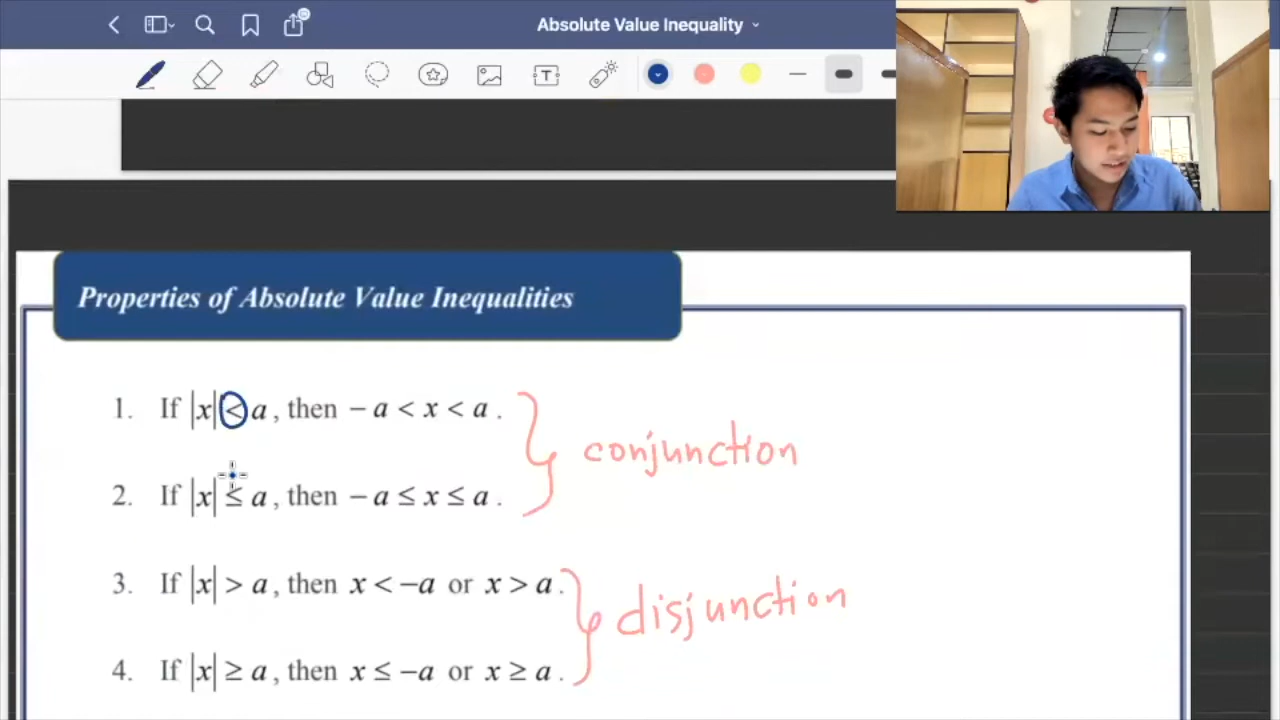 Absolute Value Inequality
T
Properties of Absolute Value Inequalities
1. If |x| < a, then − a < x < a.
conjunction
2. If |x| ≤ a, then − a ≤ x ≤ a.
3. If |x| > a, then x < −a or x > a.
disjunction
4. If |x| ≥ a, then x ≤ −a or x ≥ a.